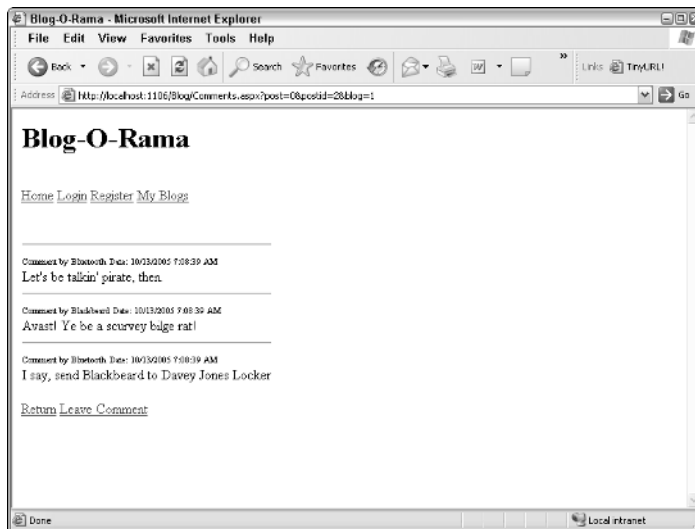 Blog-O-Rama - Microsoft Internet Explorer
File Edit View Favorites Tools Help
Back Search Favorites » Links TinyURL!
Address http://localhost:1106/Blog/Comments.aspx?post=0&postid=2&blog=1 Go
Blog-O-Rama
Home Login Register My Blogs
Comment by Bluetooth Date: 10/13/2005 7:08:39 AM
Let's be talkin' pirate, then.
Comment by Blackbeard Date: 10/13/2005 7:08:39 AM
Avast! Ye be a scurvey bilge rat!
Comment by Bluetooth Date: 10/13/2005 7:08:39 AM
I say, send Blackbeard to Davey Jones Locker
Return Leave Comment
Done Local intranet